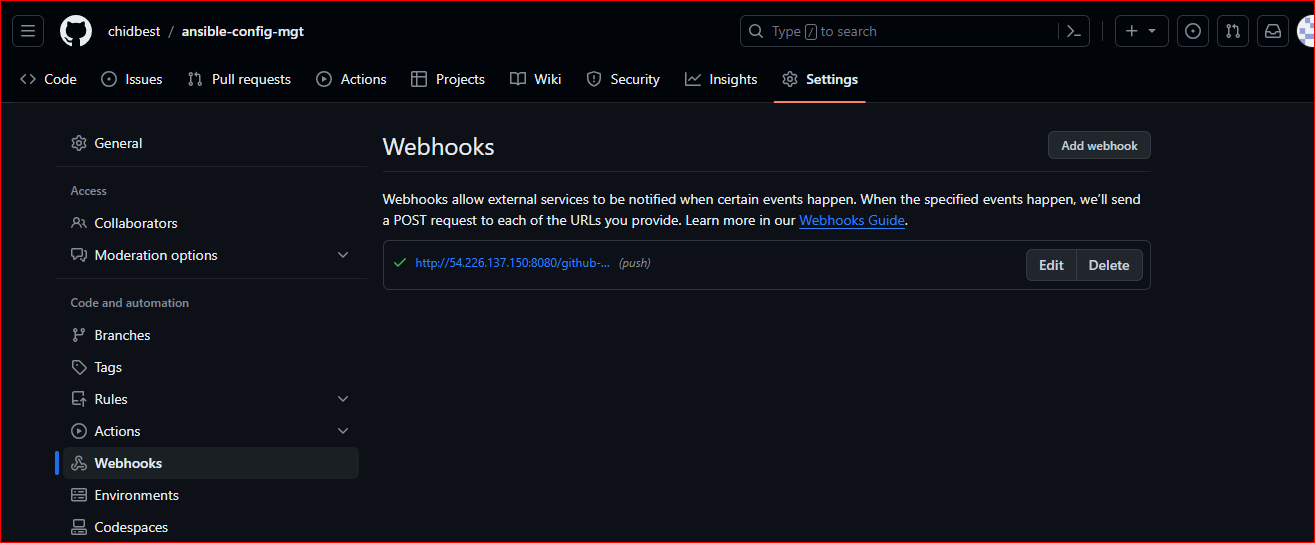 chidbest / ansible-config-mgt
Type / to search
Code Issues Pull requests Actions Projects Wiki Security Insights Settings
General
Access
Collaborators
Moderation options
Code and automation
Branches
Tags
Rules
Actions
Webhooks
Environments
Codespaces
Webhooks
Add webhook
Webhooks allow external services to be notified when certain events happen. When the specified events happen, we’ll send
a POST request to each of the URLs you provide. Learn more in our Webhooks Guide.
http://54.226.137.150:8080/github-... (push)
Edit Delete